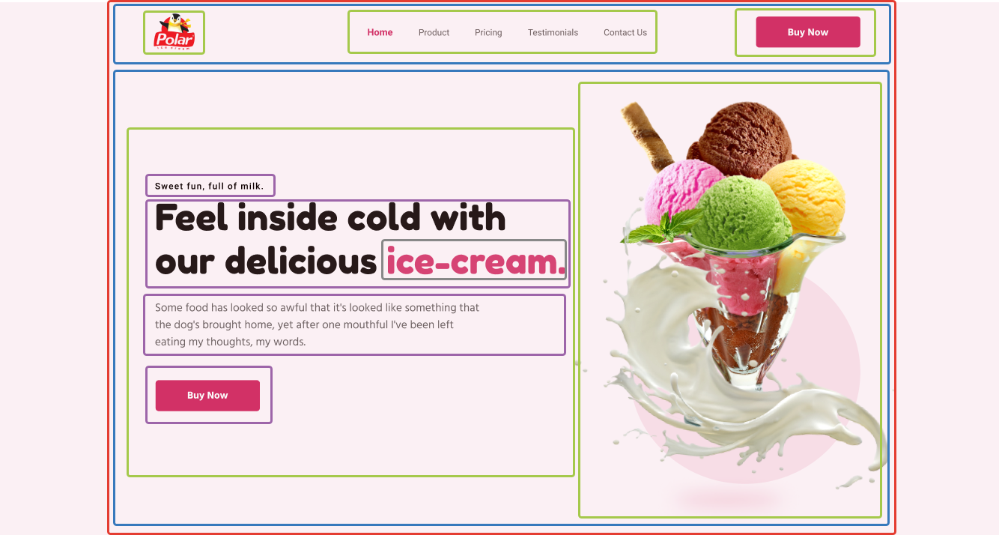 Polar
ice cream
Home
Product
Pricing
Testimonials
Contact Us
Buy Now
Sweet fun, full of milk.
Feel inside cold with
our delicious ice-cream.
Some food has looked so awful that it's looked like something that
the dog's brought home, yet after one mouthful I've been left
eating my thoughts, my words.
Buy Now